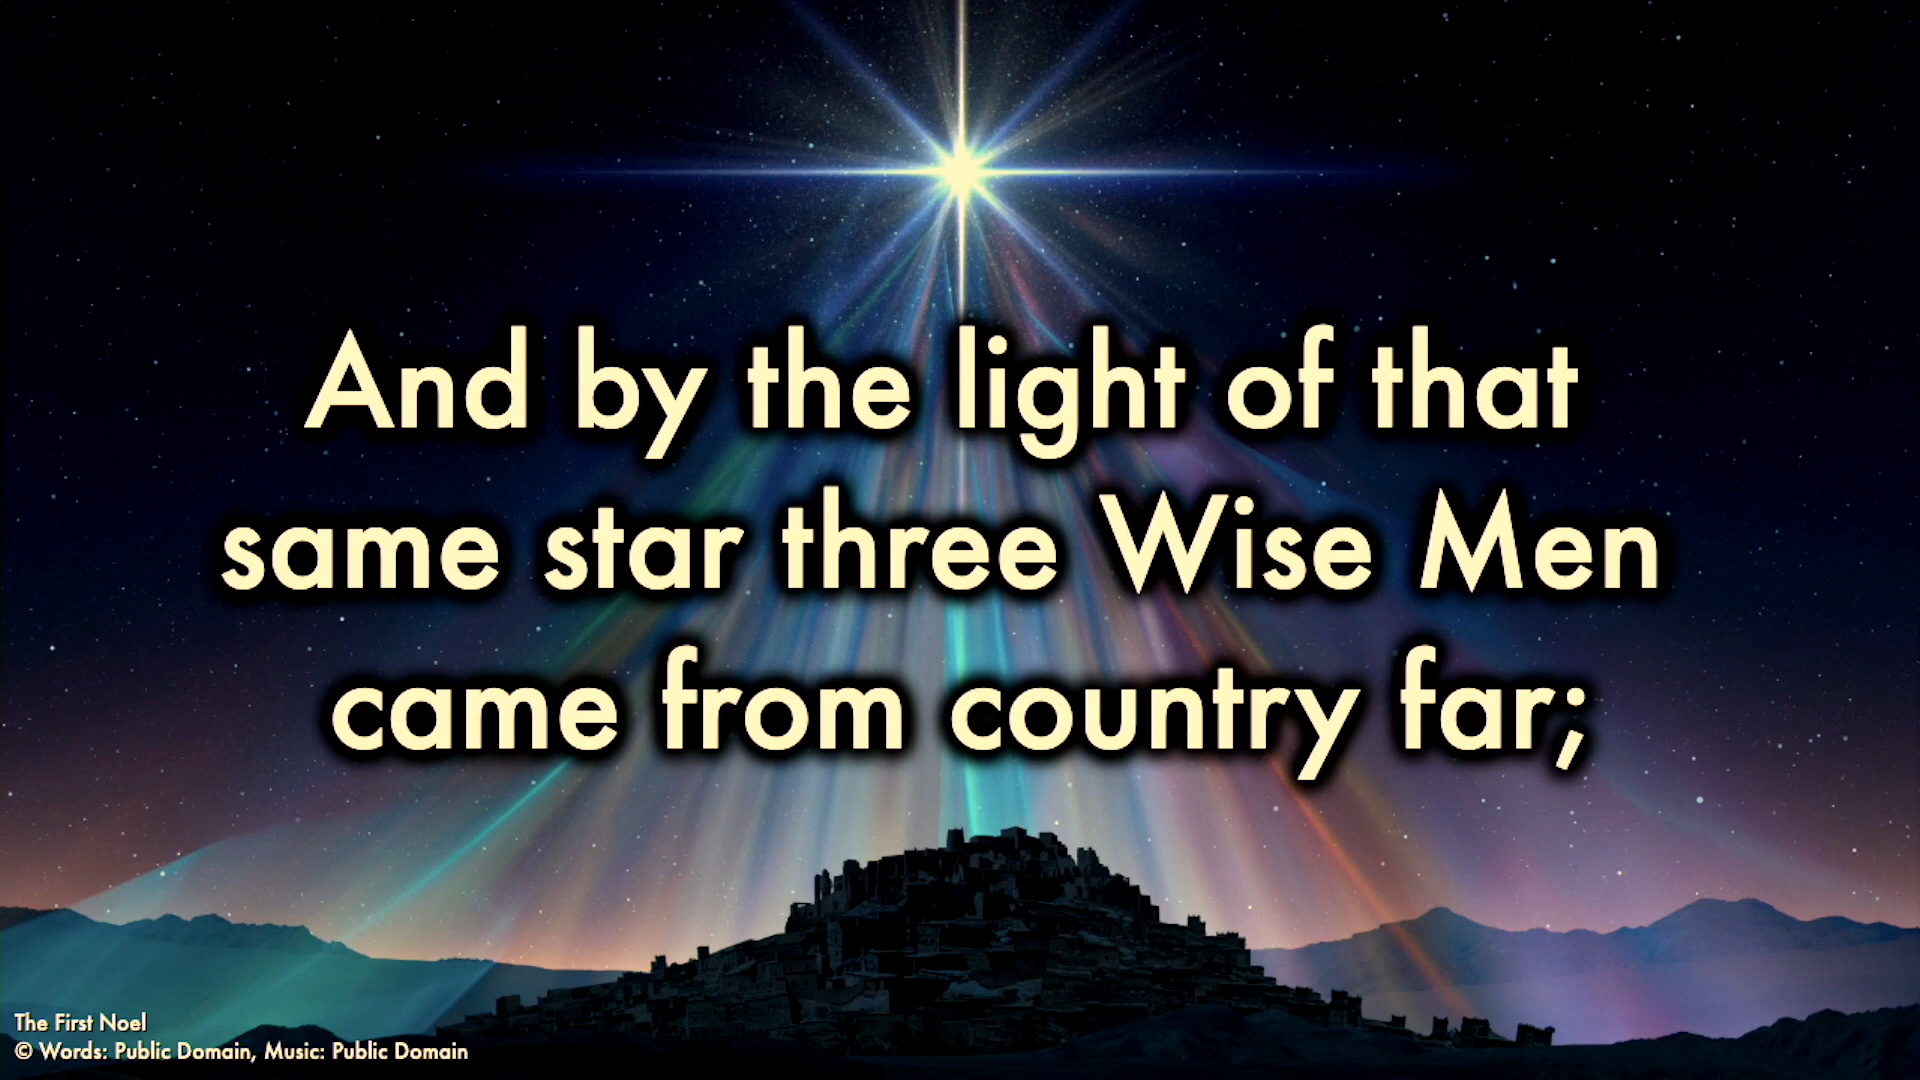 And by the light of that
same star three Wise Men
came from country far;
The First Noel
© Words: Public Domain, Music: Public Domain